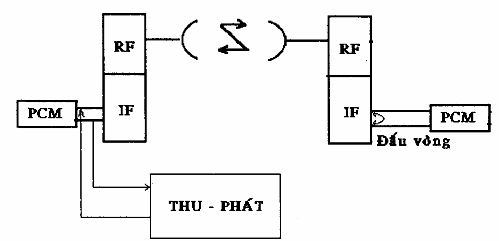 RF
RF
PCM
IF
IF
PCM
Đấu vòng
THU - PHÁT